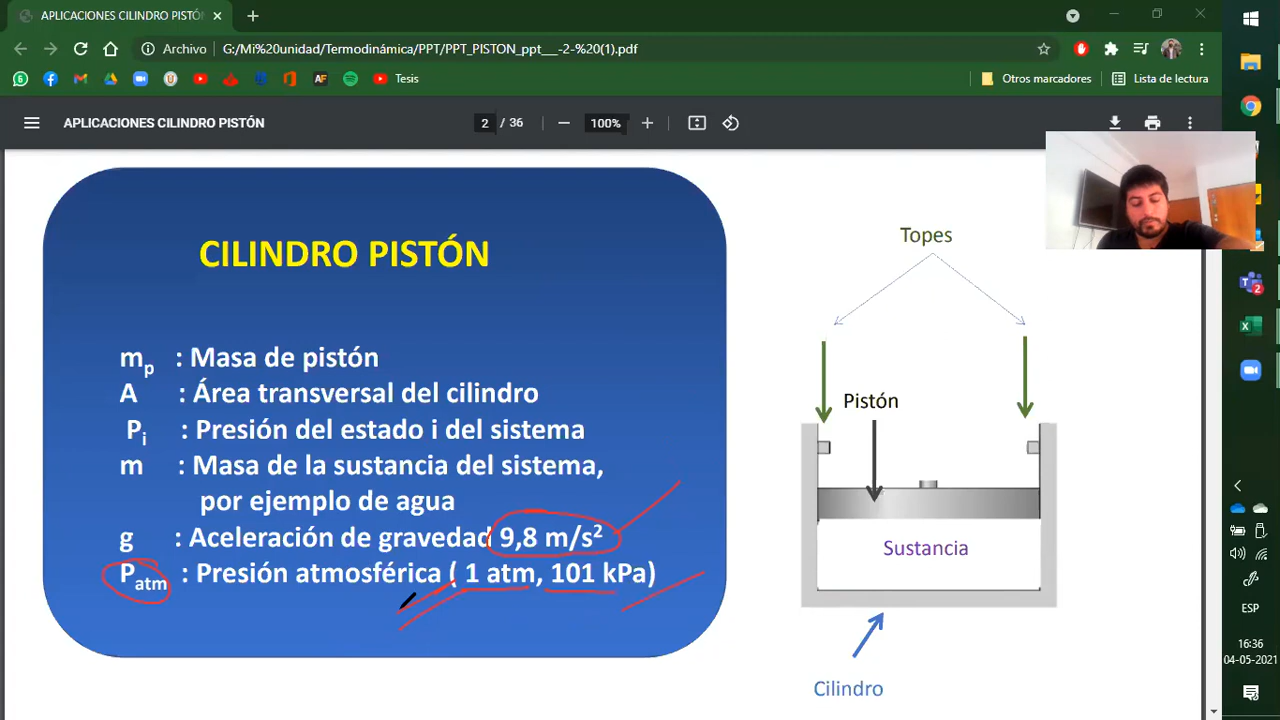 APLICACIONES CILINDRO PISTÓN
Archivo
G:/Mi%20unidad/Termodinámica/PPT/PPT_PISTON_ppt___-2-%20(1).pdf
Tesis
Otros marcadores
Lista de lectura
APLICACIONES CILINDRO PISTÓN
2 / 36
100%
CILINDRO PISTÓN
mp : Masa de pistón
A : Área transversal del cilindro
Pi : Presión del estado i del sistema
m : Masa de la sustancia del sistema,
por ejemplo de agua
g : Aceleración de gravedad 9,8 m/s²
Patm : Presión atmosférica ( 1 atm, 101 kPa)
Topes
Pistón
Sustancia
Cilindro
ESP
16:36
04-05-2021